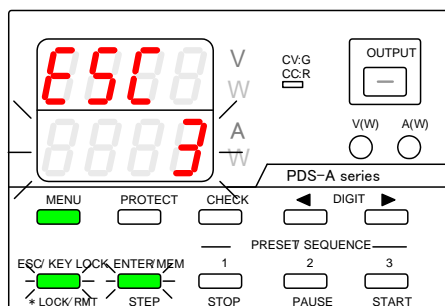 ESC
3
V
W
A
W
CV:G
CC:R
OUTPUT
V(W) A(W)
PDS-A series
MENU PROTECT CHECK ◀ DIGIT ▶
PRESET/ SEQUENCE
ESC/ KEY LOCK ENTER/MEM 1 2 3
* LOCK/ RMT STEP STOP PAUSE START